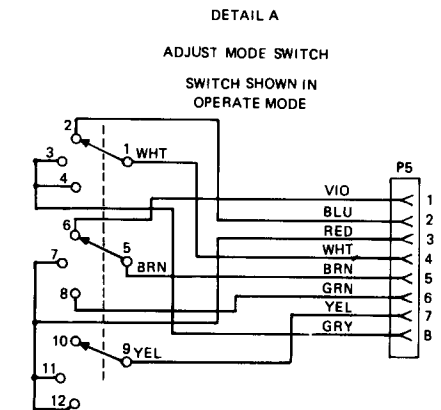 DETAIL A
ADJUST MODE SWITCH
SWITCH SHOWN IN
OPERATE MODE
2
3
1 WHT
P5
4
VIO 1
6
BLU 2
RED 3
7
5
WHT 4
BRN
BRN 5
8
GRN 6
YEL 7
10
9 YEL
GRY 8
11
12